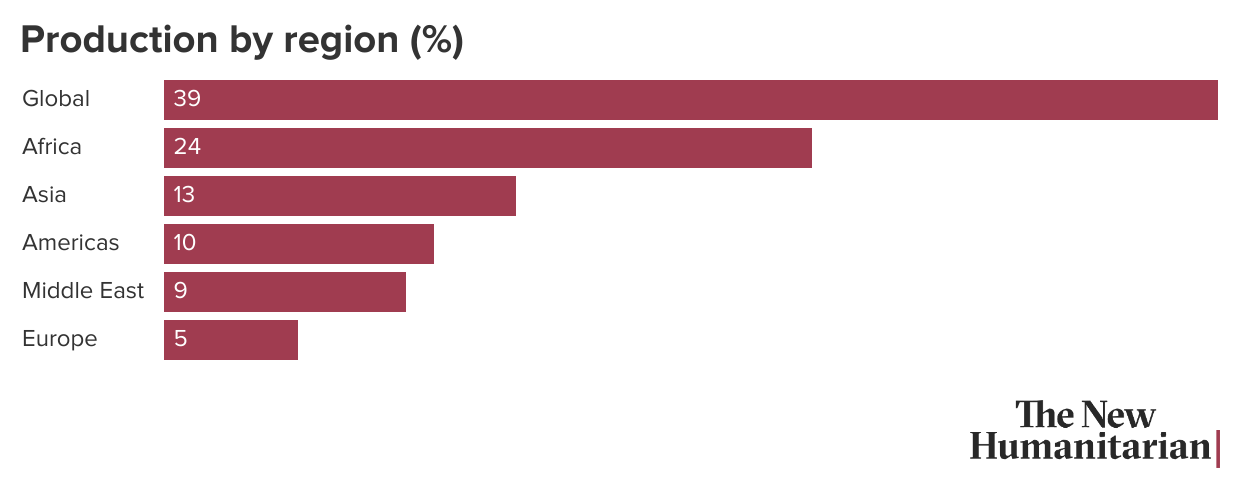 Production by region (%)
Global 39
Africa 24
Asia 13
Americas 10
Middle East 9
Europe 5
The New
Humanitarian